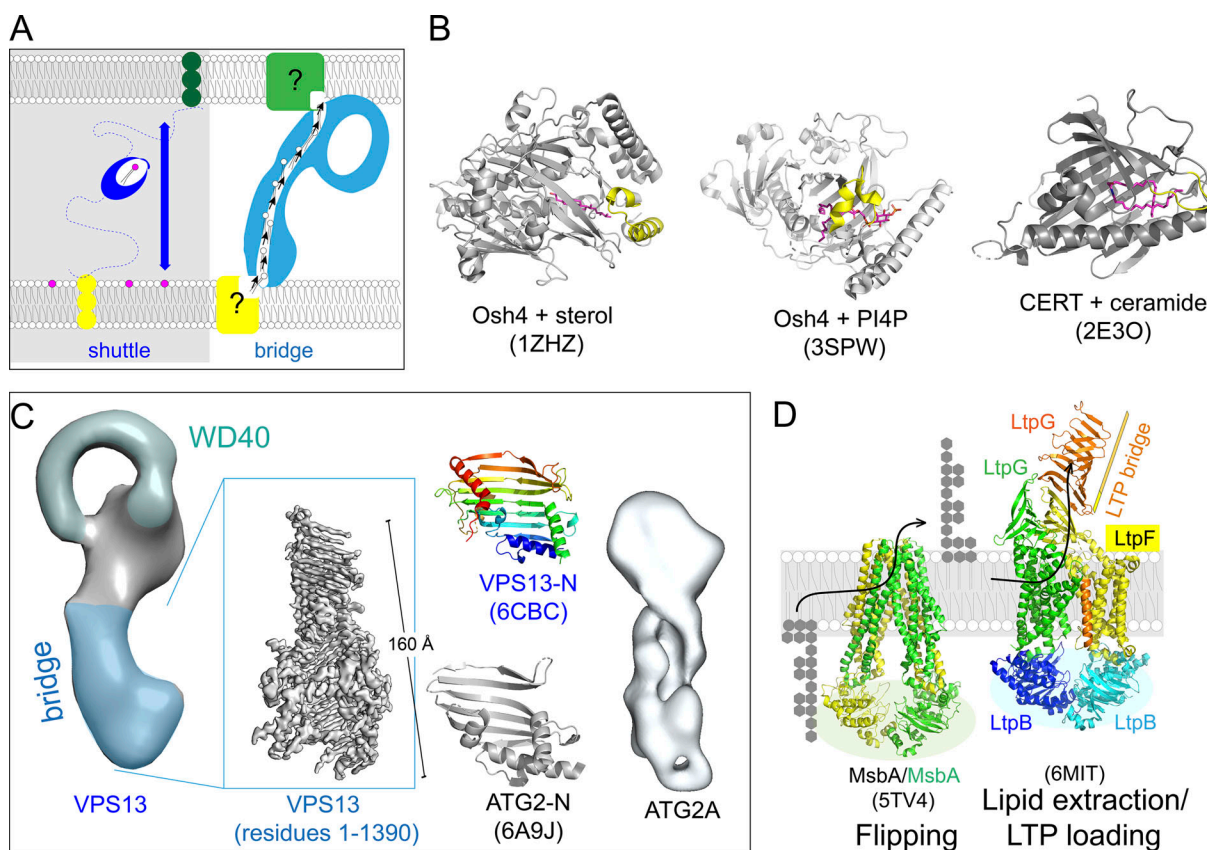 A
?
?
shuttle
bridge
B
Osh4 + sterol
(1ZHZ)
Osh4 + PI4P
(3SPW)
CERT + ceramide
(2E3O)
C
WD40
bridge
VPS13
160 Å
VPS13
(residues 1-1390)
VPS13-N
(6CBC)
ATG2-N
(6A9J)
ATG2A
D
LtpG
LtpG
LTP bridge
LtpF
LtpB
LtpB
MsbA/MsbA
(5TV4)
Flipping
(6MIT)
Lipid extraction/
LTP loading